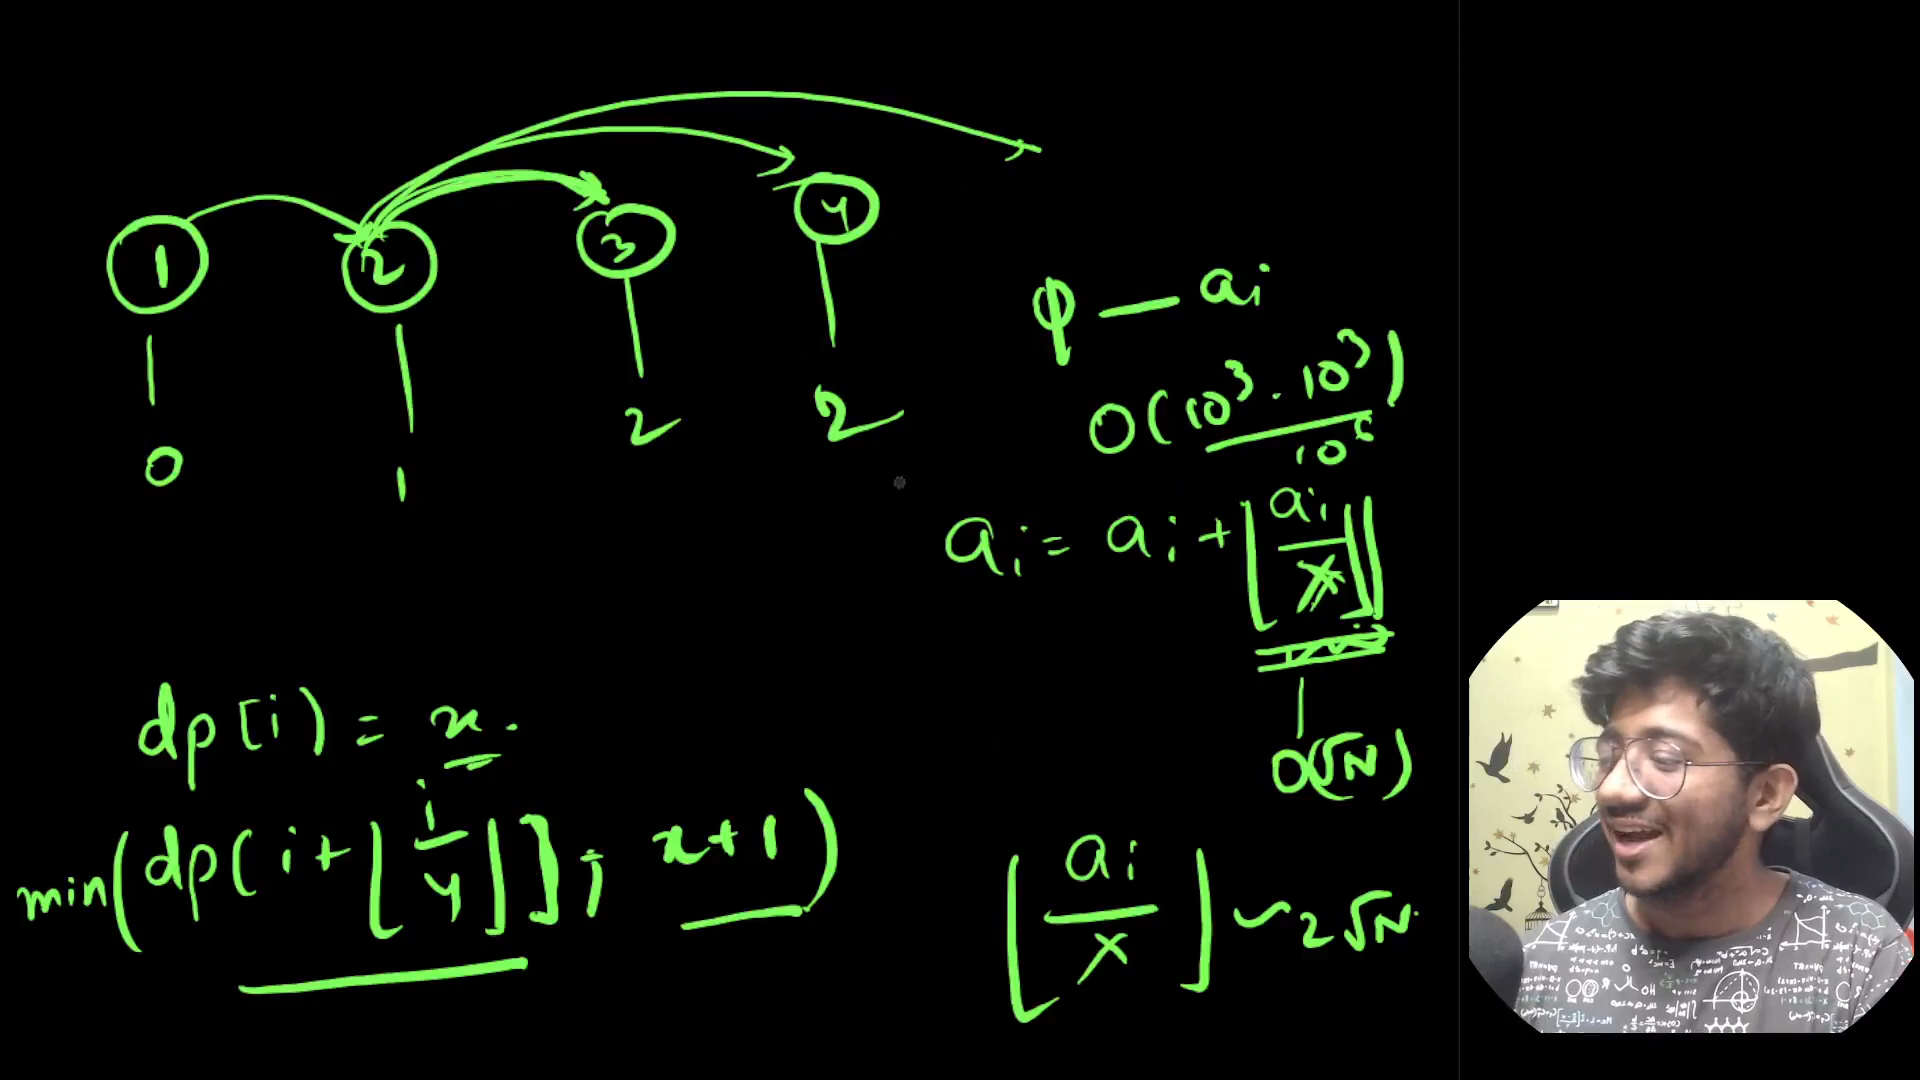 1 2 3 4
0 1 2 2
φ — ai
O(10³ . 10³)
10⁶
ai = ai + ⌊ai/x⌋
O(√N)
dp[i) = x.
min(dp(i + ⌊i/y⌋], x+1)
⌊ai/x⌋ ~ 2√N